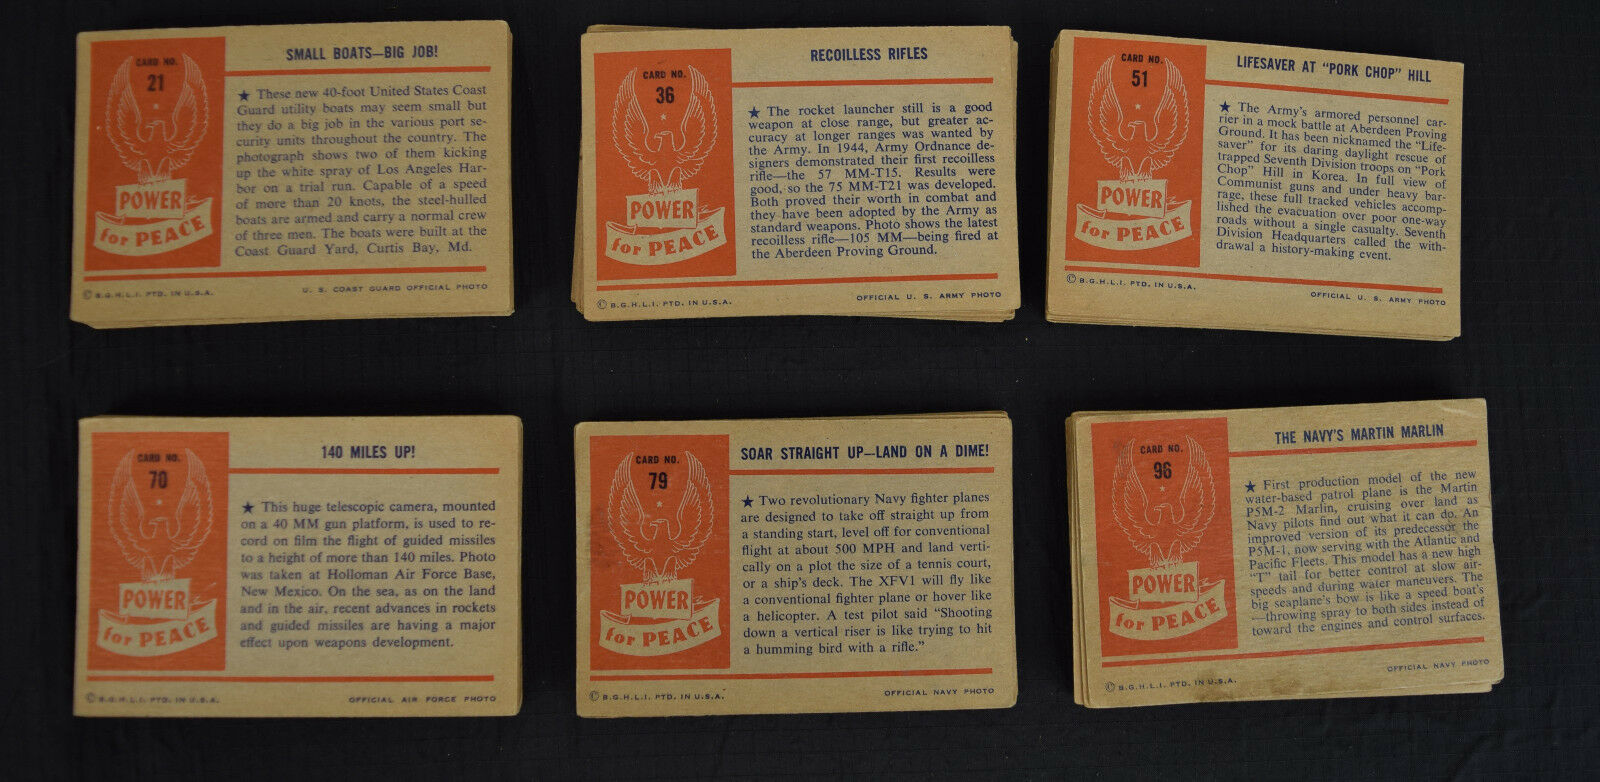 CARD NO.
21
POWER
for PEACE
SMALL BOATS—BIG JOB!
★ These new 40-foot United States Coast
Guard utility boats may seem small but
they do a big job in the various port se-
curity units throughout the country. The
photograph shows two of them kicking
up the white spray of Los Angeles Har-
bor on a trial run. Capable of a speed
of more than 20 knots, the steel-hulled
boats are armed and carry a normal crew
of three men. The boats were built at the
Coast Guard Yard, Curtis Bay, Md.
© B.G.H.L.I. PTD. IN U.S.A.
U. S. COAST GUARD OFFICIAL PHOTO
CARD NO.
36
POWER
for PEACE
RECOILLESS RIFLES
★ The rocket launcher still is a good
weapon at close range, but greater ac-
curacy at longer ranges was wanted by
the Army. In 1944, Army Ordnance de-
signers demonstrated their first recoilless
rifle—the 57 MM-T15. Results were
good, so the 75 MM-T21 was developed.
Both proved their worth in combat and
they have been adopted by the Army as
standard weapons. Photo shows the latest
recoilless rifle—105 MM—being fired at
the Aberdeen Proving Ground.
© B.G.H.L.I. PTD. IN U.S.A.
OFFICIAL U. S. ARMY PHOTO
CARD NO.
51
POWER
for PEACE
LIFESAVER AT "PORK CHOP" HILL
★ The Army's armored personnel car-
rier in a mock battle at Aberdeen Proving
Ground. It has been nicknamed the "Life-
saver" for its daring daylight rescue of
trapped Seventh Division troops on "Pork
Chop" Hill in Korea. In full view of
Communist guns and under heavy bar-
rage, these full tracked vehicles accomp-
lished the evacuation over poor one-way
roads without a single casualty. Seventh
Division Headquarters called the with-
drawal a history-making event.
© B.G.H.L.I. PTD. IN U.S.A.
OFFICIAL U. S. ARMY PHOTO
CARD NO.
70
POWER
for PEACE
140 MILES UP!
★ This huge telescopic camera, mounted
on a 40 MM gun platform, is used to re-
cord on film the flight of guided missiles
to a height of more than 140 miles. Photo
was taken at Holloman Air Force Base,
New Mexico. On the sea, as on the land
and in the air, recent advances in rockets
and guided missiles are having a major
effect upon weapons development.
© B.G.H.L.I. PTD. IN U.S.A.
OFFICIAL AIR FORCE PHOTO
CARD NO.
79
POWER
for PEACE
SOAR STRAIGHT UP—LAND ON A DIME!
★ Two revolutionary Navy fighter planes
are designed to take off straight up from
a standing start, level off for conventional
flight at about 500 MPH and land verti-
cally on a plot the size of a tennis court,
or a ship's deck. The XFV1 will fly like
a conventional fighter plane or hover like
a helicopter. A test pilot said "Shooting
down a vertical riser is like trying to hit
a humming bird with a rifle."
© B.G.H.L.I. PTD. IN U.S.A.
OFFICIAL NAVY PHOTO
CARD NO.
96
POWER
for PEACE
THE NAVY'S MARTIN MARLIN
★ First production model of the new
water-based patrol plane is the Martin
P5M-2 Marlin, cruising over land as
Navy pilots find out what it can do. An
improved version of its predecessor the
P5M-1, now serving with the Atlantic and
Pacific Fleets. This model has a new high
"T" tail for better control at slow air-
speeds and during water maneuvers. The
big seaplane's bow is like a speed boat's
—throwing spray to both sides instead of
toward the engines and control surfaces.
© B.G.H.L.I. PTD. IN U.S.A.
OFFICIAL NAVY PHOTO